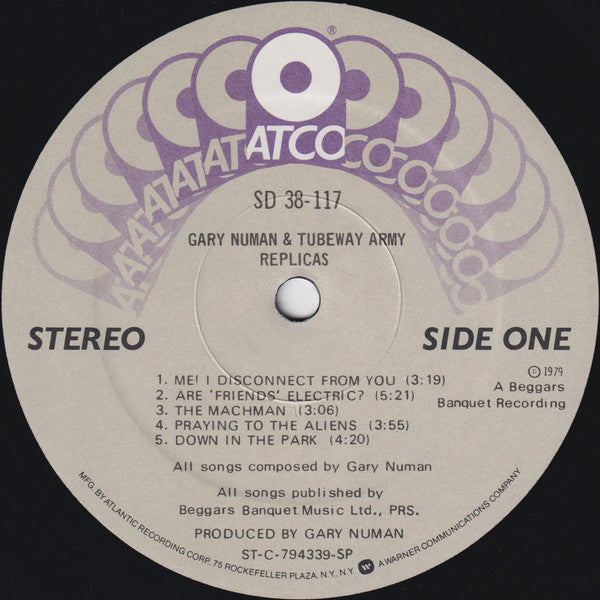 ®
ATCO
SD 38-117
GARY NUMAN & TUBEWAY ARMY
REPLICAS
STEREO
SIDE ONE
1. ME! I DISCONNECT FROM YOU (3:19)
2. ARE 'FRIENDS' ELECTRIC? (5:21)
3. THE MACHMAN (3:06)
4. PRAYING TO THE ALIENS (3:55)
5. DOWN IN THE PARK (4:20)
℗ 1979
A Beggars
Banquet Recording
All songs composed by Gary Numan
All songs published by
Beggars Banquet Music Ltd., PRS.
PRODUCED BY GARY NUMAN
ST-C-794339-SP
MFG. BY ATLANTIC RECORDING CORP. 75 ROCKEFELLER PLAZA, N.Y., N.Y. A WARNER COMMUNICATIONS COMPANY